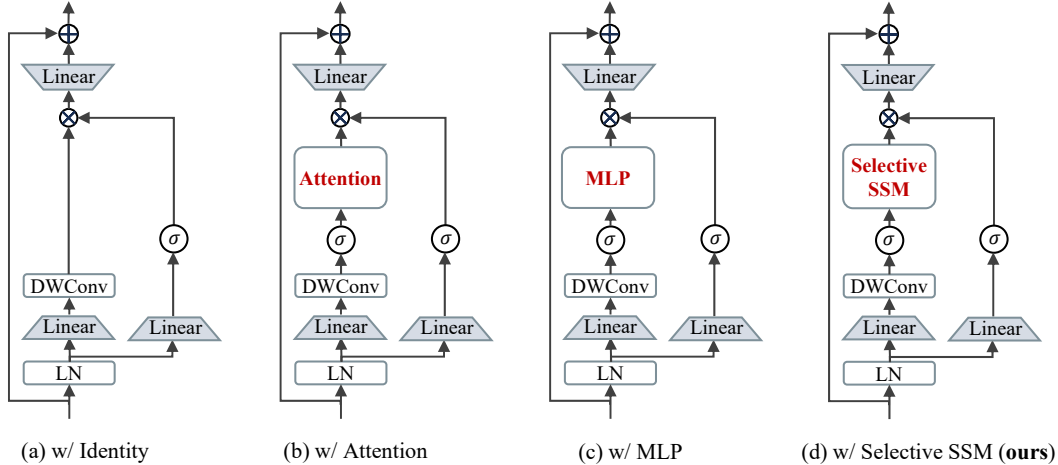 Linear
DWConv
σ
Linear
Linear
LN
(a) w/ Identity
Linear
Attention
σ
σ
DWConv
Linear
Linear
LN
(b) w/ Attention
Linear
MLP
σ
σ
DWConv
Linear
Linear
LN
(c) w/ MLP
Linear
Selective
SSM
σ
σ
DWConv
Linear
Linear
LN
(d) w/ Selective SSM (ours)